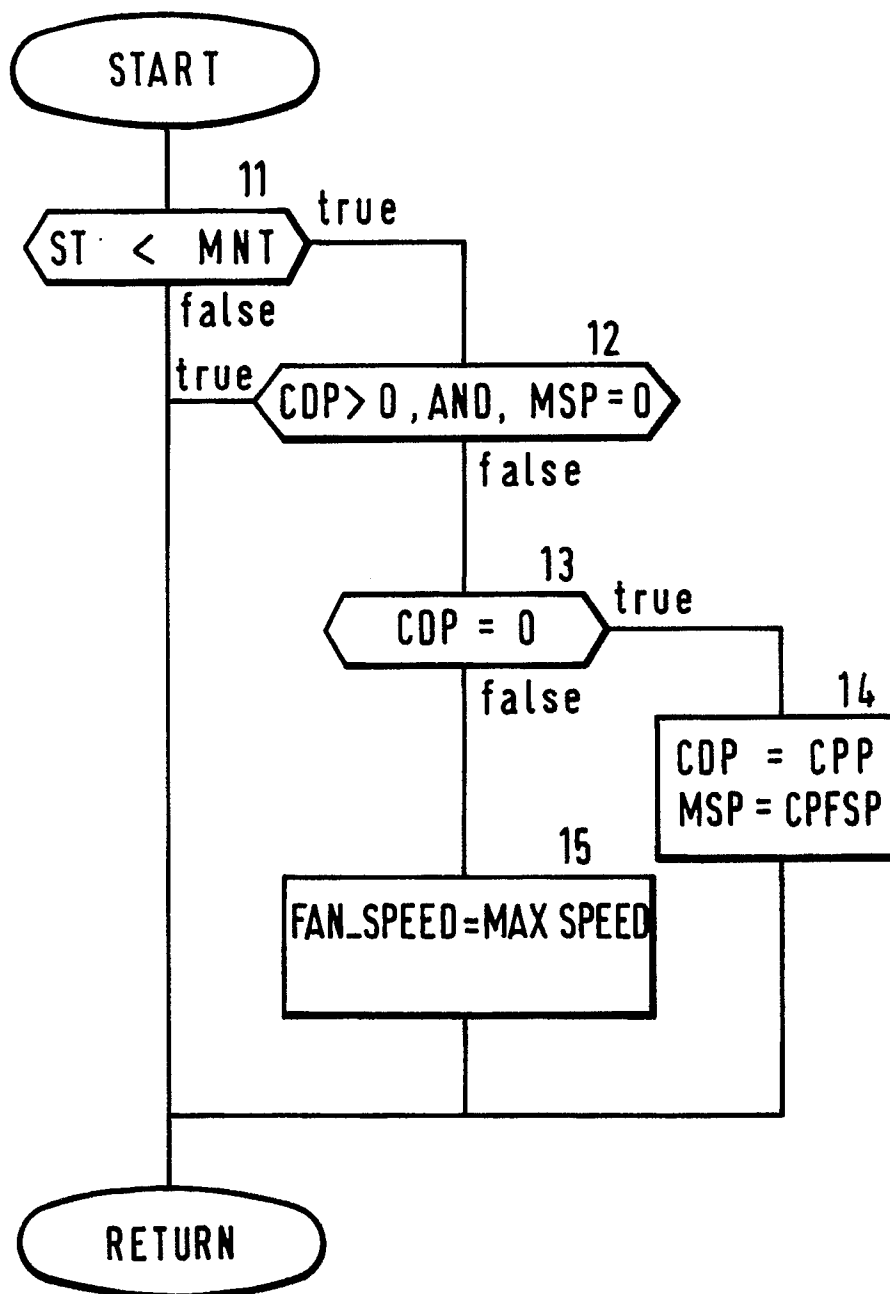 START
11
ST < MNT
true
false
12
true
CDP > 0 , AND, MSP = 0
false
13
CDP = 0
true
false
14
CDP = CPP
MSP = CPFSP
15
FAN_SPEED=MAX SPEED
RETURN